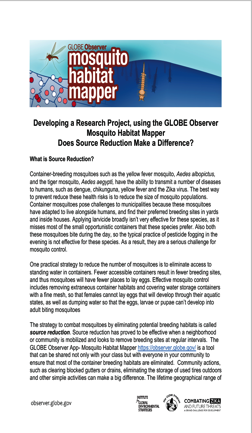 GLOBE Observer
mosquito
habitat
mapper
Developing a Research Project, using the GLOBE Observer
Mosquito Habitat Mapper
Does Source Reduction Make a Difference?
What is Source Reduction?
Container-breeding mosquitoes such as the yellow fever mosquito, Aedes albopictus,
and the tiger mosquito, Aedes aegypti, have the ability to transmit a number of diseases
to humans, such as dengue, chikungunya, yellow fever and the Zika virus. The best way
to prevent reduce these health risks is to reduce the size of mosquito populations.
Container mosquitoes pose challenges to municipalities because these mosquitoes
have adapted to live alongside humans, and find their preferred breeding sites in yards
and inside houses. Applying larvicide broadly isn't very effective for these species, as it
misses most of the small opportunistic containers that these species prefer. Also both
these mosquitoes bite during the day, so the typical practice of pesticide fogging in the
evening is not effective for these species. As a result, they are a serious challenge for
mosquito control.
One practical strategy to reduce the number of mosquitoes is to eliminate access to
standing water in containers. Fewer accessible containers result in fewer breeding sites,
and thus mosquitoes will have fewer places to lay eggs. Effective mosquito control
includes removing extraneous container habitats and covering water storage containers
with a fine mesh, so that females cannot lay eggs that will develop through their aquatic
states, as well as dumping water so that the eggs, larvae or pupae can't develop into
adult biting mosquitoes.
The strategy to combat mosquitoes by eliminating potential breeding habitats is called
source reduction. Source reduction has proved to be effective when a neighborhood
or community is mobilized and looks to remove breeding sites at regular intervals. The
GLOBE Observer App- Mosquito Habitat Mapper https://observer.globe.gov/ is a tool
that can be shared not only with your class but with everyone in your community to
ensure that most of the container breeding habitats are eliminated. Community actions,
such as clearing blocked gutters or drains, eliminating the storage of used tires outdoors
and other simple activities can make a big difference. The lifetime geographic range of
observer.globe.gov
INSTITUTE
for GLOBAL
ENVIRONMENTAL
STRATEGIES
COMBATING ZIKA
AND FUTURE THREATS